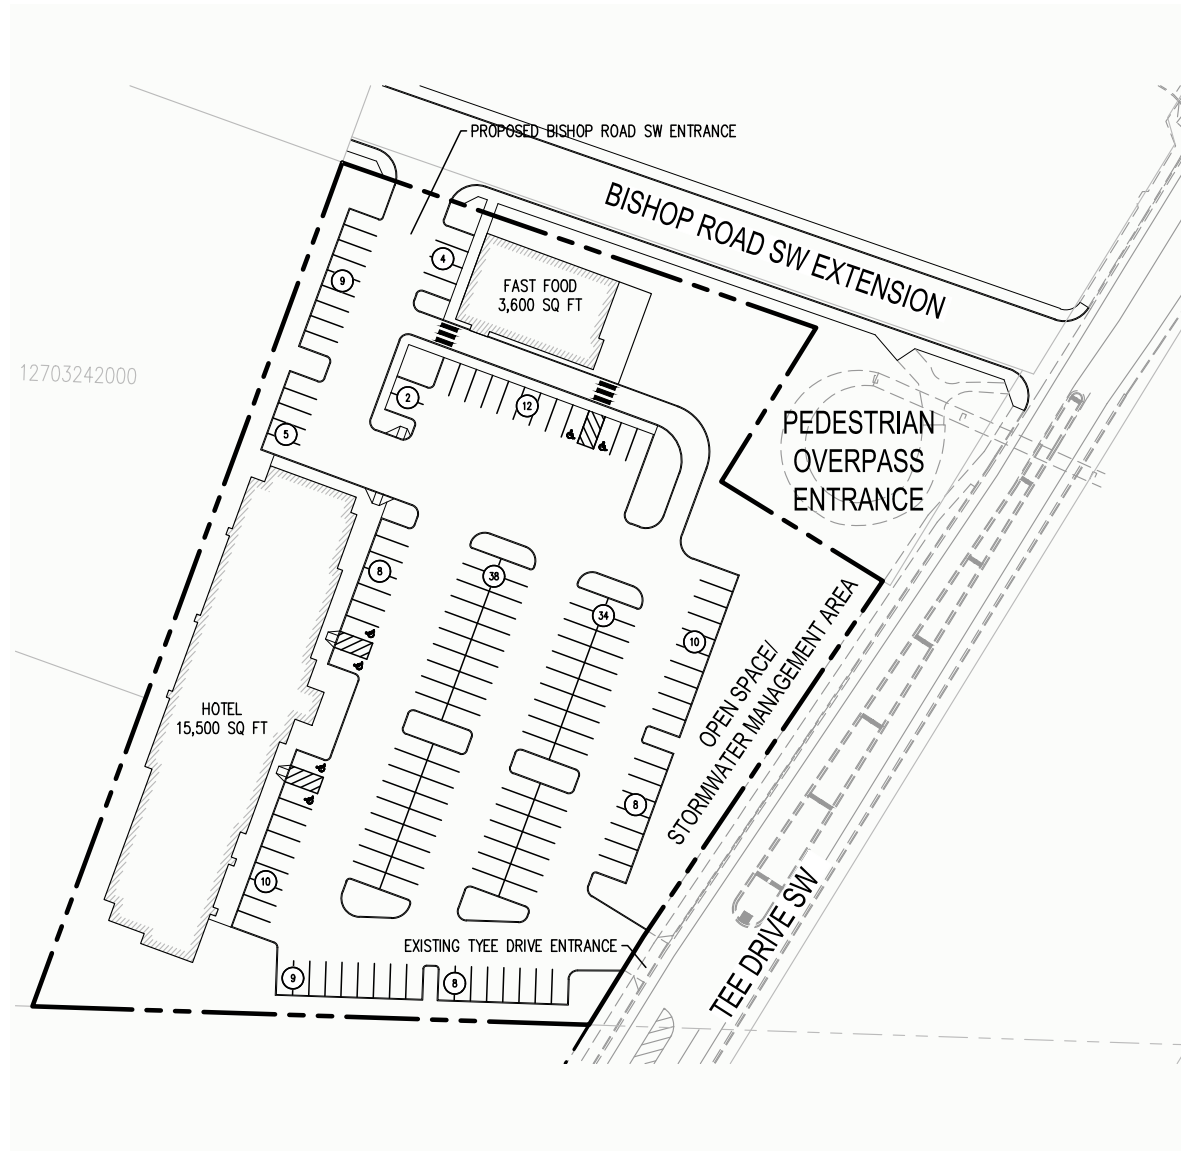 PROPOSED BISHOP ROAD SW ENTRANCE
BISHOP ROAD SW EXTENSION
4
9
FAST FOOD
3,600 SQ FT
12703242000
2
12
5
PEDESTRIAN
OVERPASS
ENTRANCE
8
38
34
10
OPEN SPACE/
STORMWATER MANAGEMENT AREA
HOTEL
15,500 SQ FT
8
10
TEE DRIVE SW
EXISTING TYEE DRIVE ENTRANCE
9
8